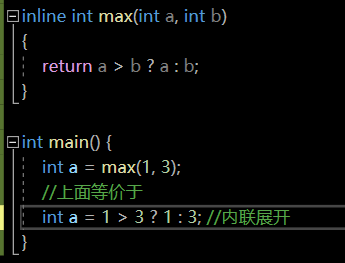 inline int max(int a, int b)
{
return a > b ? a : b;
}
int main() {
int a = max(1, 3);
//上面等价于
int a = 1 > 3 ? 1 : 3; //内联展开
}